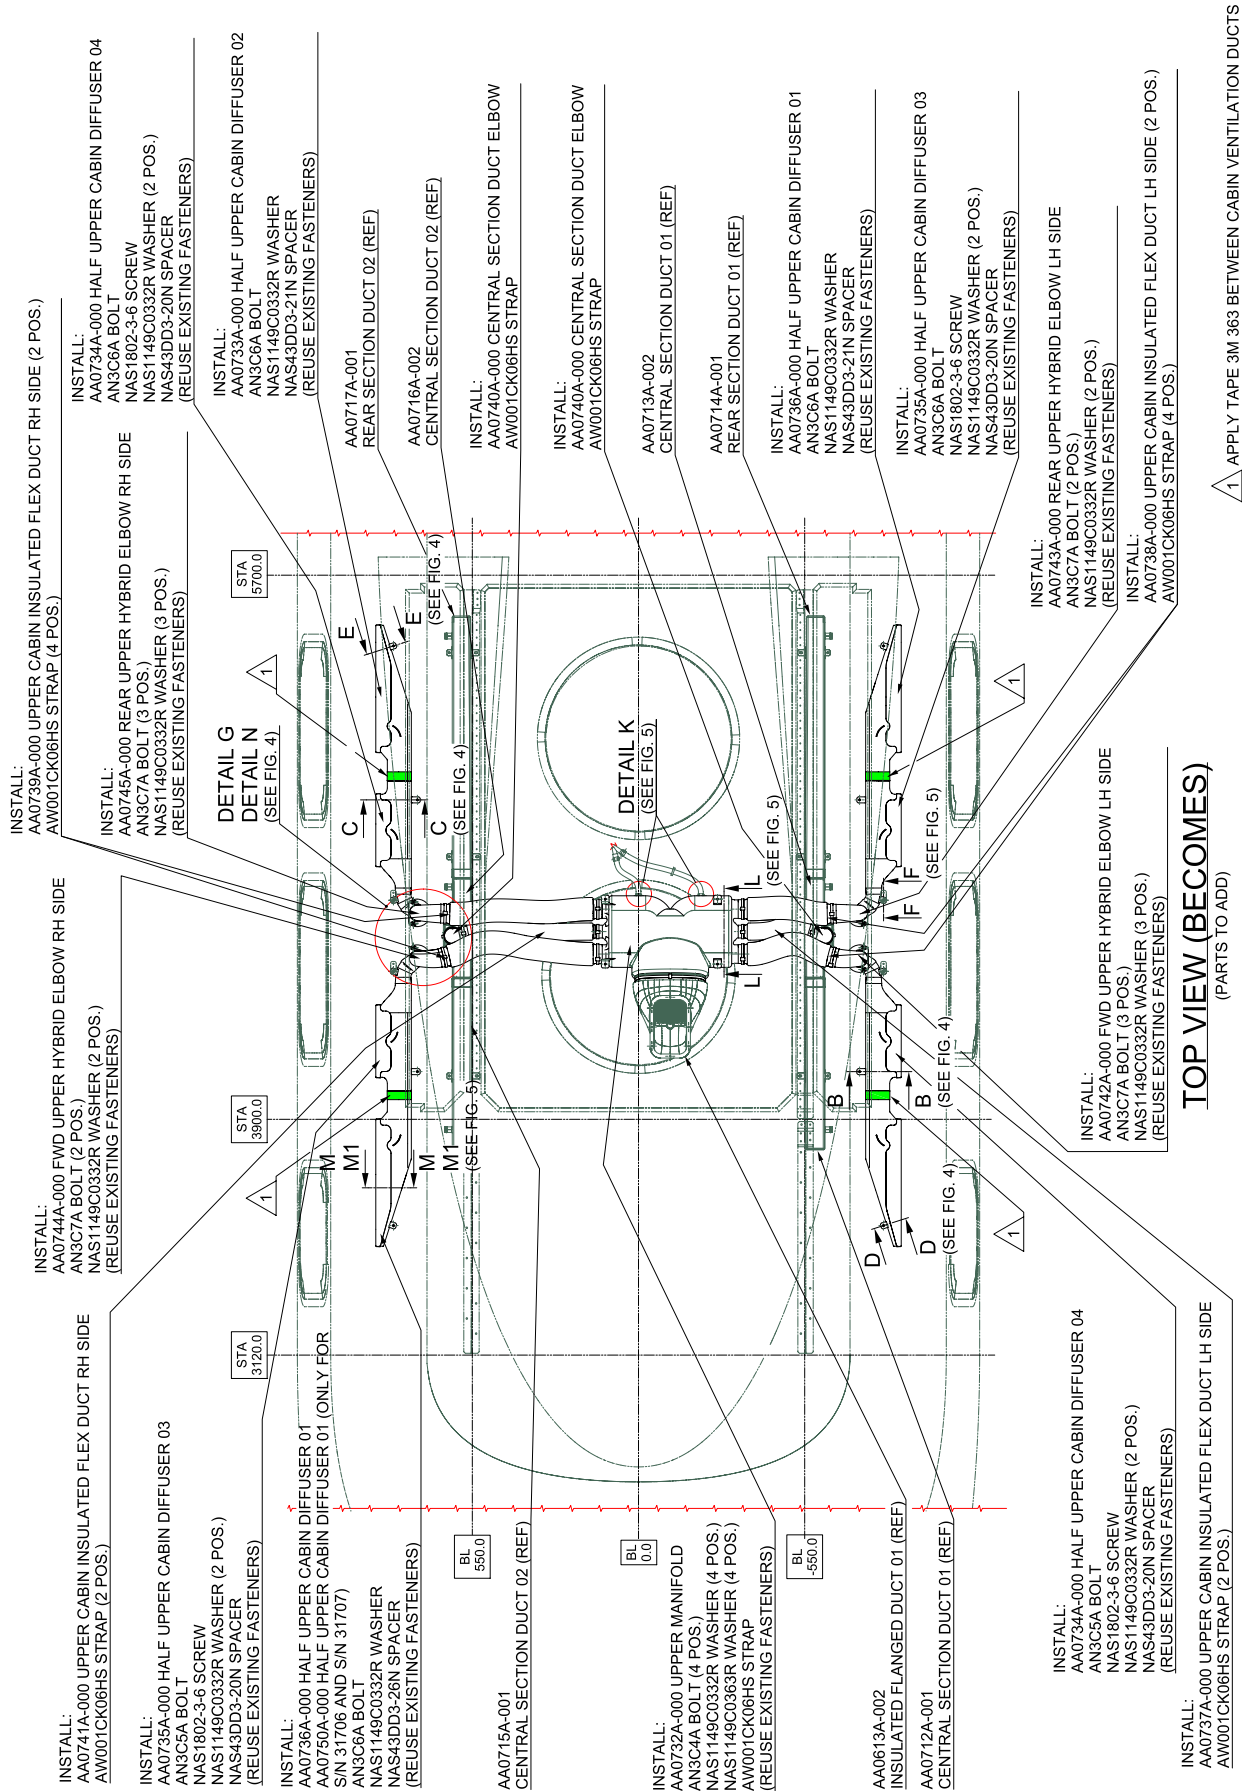 INSTALL:
AA0739A-000 UPPER CABIN INSULATED FLEX DUCT RH SIDE (2 POS.)
AW001CK06HS STRAP (4 POS.)
INSTALL:
AA0745A-000 REAR UPPER HYBRID ELBOW RH SIDE
AN3C7A BOLT (3 POS.)
NAS1149C0332R WASHER (3 POS.)
(REUSE EXISTING FASTENERS)
INSTALL:
AA0744A-000 FWD UPPER HYBRID ELBOW RH SIDE
AN3C7A BOLT (2 POS.)
NAS1149C0332R WASHER (2 POS.)
(REUSE EXISTING FASTENERS)
INSTALL:
AA0741A-000 UPPER CABIN INSULATED FLEX DUCT RH SIDE
AW001CK06HS STRAP (2 POS.)
INSTALL:
AA0735A-000 HALF UPPER CABIN DIFFUSER 03
AN3C5A BOLT
NAS1802-3-6 SCREW
NAS1149C0332R WASHER (2 POS.)
NAS43DD3-20N SPACER
(REUSE EXISTING FASTENERS)
INSTALL:
AA0736A-000 HALF UPPER CABIN DIFFUSER 01
AA0750A-000 HALF UPPER CABIN DIFFUSER 01 (ONLY FOR
S/N 31706 AND S/N 31707)
AN3C6A BOLT
NAS1149C0332R WASHER
NAS43DD3-26N SPACER
(REUSE EXISTING FASTENERS)
AA0715A-001
CENTRAL SECTION DUCT 02 (REF)
INSTALL:
AA0732A-000 UPPER MANIFOLD
AN3C4A BOLT (4 POS.)
NAS1149C0332R WASHER (4 POS.)
NAS1149C0363R WASHER (4 POS.)
AW001CK06HS STRAP
(REUSE EXISTING FASTENERS)
AA0613A-002
INSULATED FLANGED DUCT 01 (REF)
AA0712A-001
CENTRAL SECTION DUCT 01 (REF)
INSTALL:
AA0734A-000 HALF UPPER CABIN DIFFUSER 04
AN3C5A BOLT
NAS1802-3-6 SCREW
NAS1149C0332R WASHER (2 POS.)
NAS43DD3-20N SPACER
(REUSE EXISTING FASTENERS)
INSTALL:
AA0737A-000 UPPER CABIN INSULATED FLEX DUCT LH SIDE
AW001CK06HS STRAP (2 POS.)
INSTALL:
AA0734A-000 HALF UPPER CABIN DIFFUSER 04
AN3C6A BOLT
NAS1802-3-6 SCREW
NAS1149C0332R WASHER (2 POS.)
NAS43DD3-20N SPACER
(REUSE EXISTING FASTENERS)
INSTALL:
AA0733A-000 HALF UPPER CABIN DIFFUSER 02
AN3C6A BOLT
NAS1149C0332R WASHER
NAS43DD3-21N SPACER
(REUSE EXISTING FASTENERS)
AA0717A-001
REAR SECTION DUCT 02 (REF)
AA0716A-002
CENTRAL SECTION DUCT 02 (REF)
INSTALL:
AA0740A-000 CENTRAL SECTION DUCT ELBOW
AW001CK06HS STRAP
INSTALL:
AA0740A-000 CENTRAL SECTION DUCT ELBOW
AW001CK06HS STRAP
AA0713A-002
CENTRAL SECTION DUCT 01 (REF)
AA0714A-001
REAR SECTION DUCT 01 (REF)
INSTALL:
AA0736A-000 HALF UPPER CABIN DIFFUSER 01
AN3C6A BOLT
NAS1149C0332R WASHER
NAS43DD3-21N SPACER
(REUSE EXISTING FASTENERS)
INSTALL:
AA0735A-000 HALF UPPER CABIN DIFFUSER 03
AN3C6A BOLT
NAS1802-3-6 SCREW
NAS1149C0332R WASHER (2 POS.)
NAS43DD3-20N SPACER
(REUSE EXISTING FASTENERS)
INSTALL:
AA0743A-000 REAR UPPER HYBRID ELBOW LH SIDE
AN3C7A BOLT (2 POS.)
NAS1149C0332R WASHER (2 POS.)
(REUSE EXISTING FASTENERS)
INSTALL:
AA0738A-000 UPPER CABIN INSULATED FLEX DUCT LH SIDE (2 POS.)
AW001CK06HS STRAP (4 POS.)
INSTALL:
AA0742A-000 FWD UPPER HYBRID ELBOW LH SIDE
AN3C7A BOLT (3 POS.)
NAS1149C0332R WASHER (3 POS.)
(REUSE EXISTING FASTENERS)
STA
3120.0
STA
3900.0
STA
5700.0
BL
550.0
BL
0.0
BL
-550.0
DETAIL G
DETAIL N
(SEE FIG. 4)
DETAIL K
(SEE FIG. 5)
M
M1
M
M1
(SEE FIG. 5)
C
C
(SEE FIG. 4)
E
E
(SEE FIG. 4)
L
L
(SEE FIG. 5)
F
F
(SEE FIG. 5)
B
B
(SEE FIG. 4)
D
D
(SEE FIG. 4)
1
1
1
1
TOP VIEW (BECOMES)
(PARTS TO ADD)
1 APPLY TAPE 3M 363 BETWEEN CABIN VENTILATION DUCTS